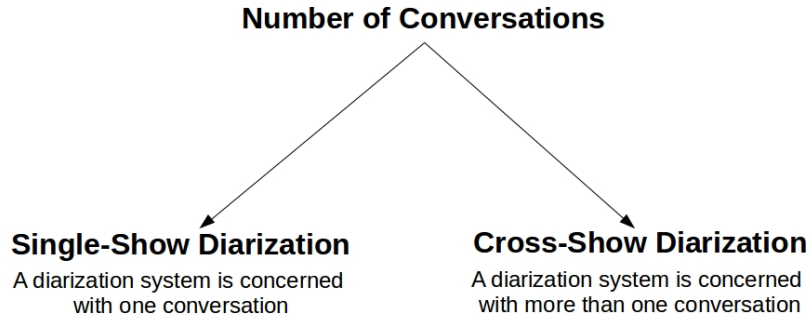 Number of Conversations
Single-Show Diarization
A diarization system is concerned
with one conversation
Cross-Show Diarization
A diarization system is concerned
with more than one conversation